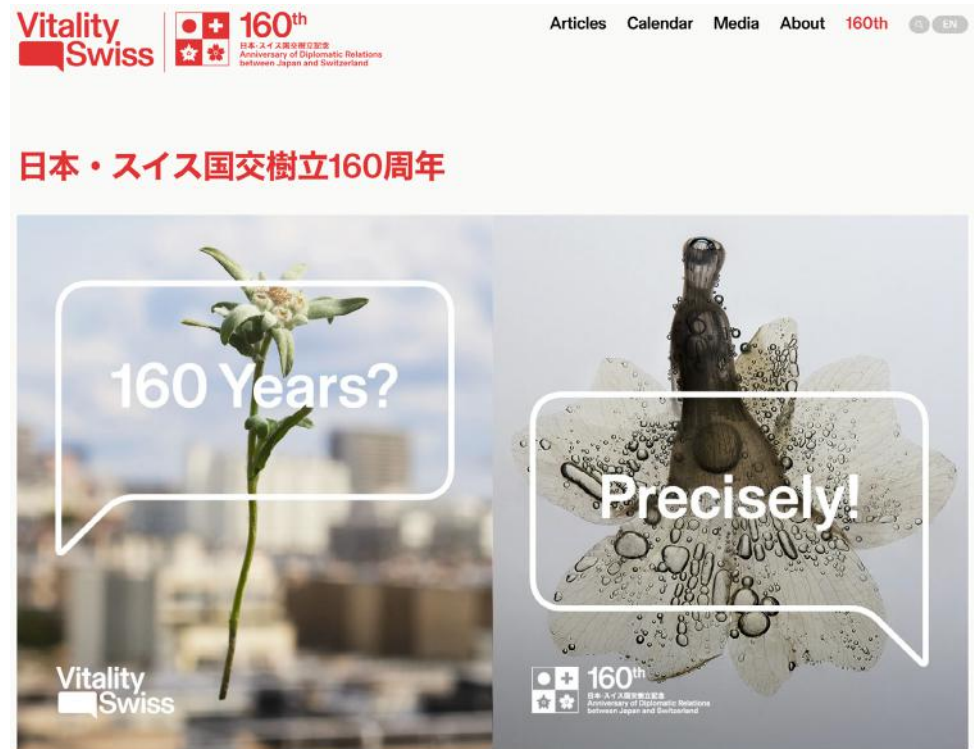 Vitality
Swiss
160th
日本・スイス国交樹立記念
Anniversary of Diplomatic Relations
between Japan and Switzerland
Articles Calendar Media About 160th EN
日本・スイス国交樹立160周年
160 Years?
Precisely!
Vitality
Swiss
160th
日本・スイス国交樹立記念
Anniversary of Diplomatic Relations
between Japan and Switzerland